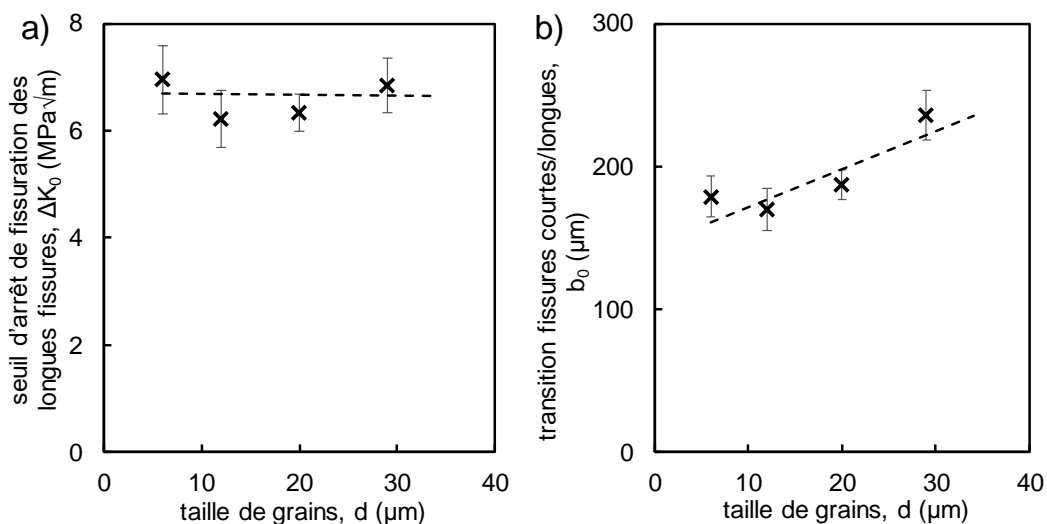 a)
seuil d'arrêt de fissuration des
longues fissures, ΔK₀ (MPa√m)
8
6
4
2
0
0 10 20 30 40
taille de grains, d (µm)
b)
transition fissures courtes/longues,
b₀ (µm)
300
200
100
0
0 10 20 30 40
taille de grains, d (µm)